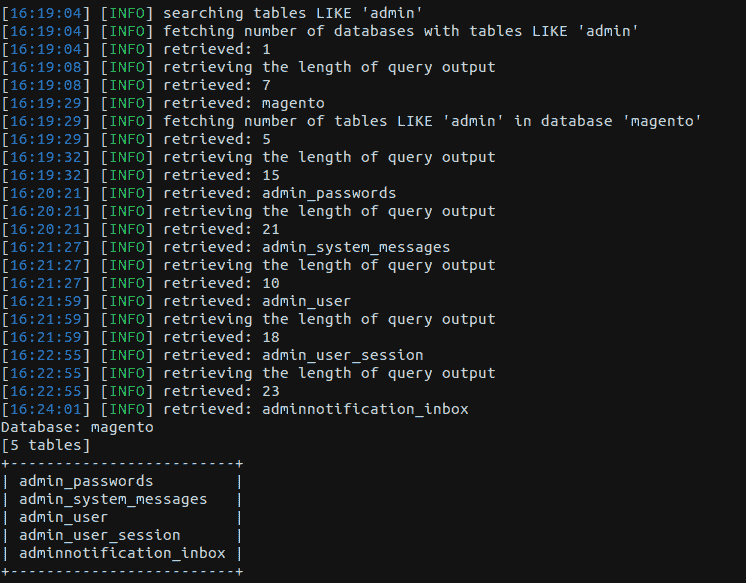 [16:19:04] [INFO] searching tables LIKE 'admin'
[16:19:04] [INFO] fetching number of databases with tables LIKE 'admin'
[16:19:04] [INFO] retrieved: 1
[16:19:08] [INFO] retrieving the length of query output
[16:19:08] [INFO] retrieved: 7
[16:19:29] [INFO] retrieved: magento
[16:19:29] [INFO] fetching number of tables LIKE 'admin' in database 'magento'
[16:19:29] [INFO] retrieved: 5
[16:19:32] [INFO] retrieving the length of query output
[16:19:32] [INFO] retrieved: 15
[16:20:21] [INFO] retrieved: admin_passwords
[16:20:21] [INFO] retrieving the length of query output
[16:20:21] [INFO] retrieved: 21
[16:21:27] [INFO] retrieved: admin_system_messages
[16:21:27] [INFO] retrieving the length of query output
[16:21:27] [INFO] retrieved: 10
[16:21:59] [INFO] retrieved: admin_user
[16:21:59] [INFO] retrieving the length of query output
[16:21:59] [INFO] retrieved: 18
[16:22:55] [INFO] retrieved: admin_user_session
[16:22:55] [INFO] retrieving the length of query output
[16:22:55] [INFO] retrieved: 23
[16:24:01] [INFO] retrieved: adminnotification_inbox
Database: magento
[5 tables]
+-------------------------+
| admin_passwords         |
| admin_system_messages   |
| admin_user              |
| admin_user_session      |
| adminnotification_inbox |
+-------------------------+